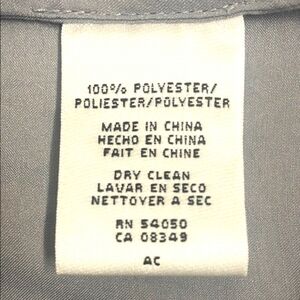 100% POLYESTER/
POLIESTER/POLYESTER
MADE IN CHINA
HECHO EN CHINA
FAIT EN CHINE
DRY CLEAN
LAVAR EN SECO
NETTOYER A SEC
RN 54050
CA 08349
AC